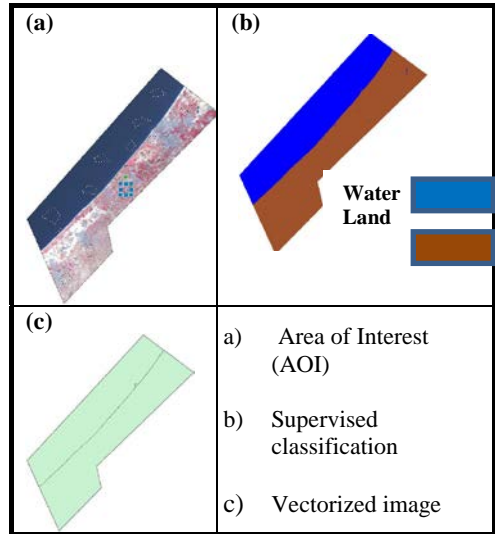 (a)
(b)
Water
Land
(c)
a) Area of Interest
(AOI)
b) Supervised
classification
c) Vectorized image